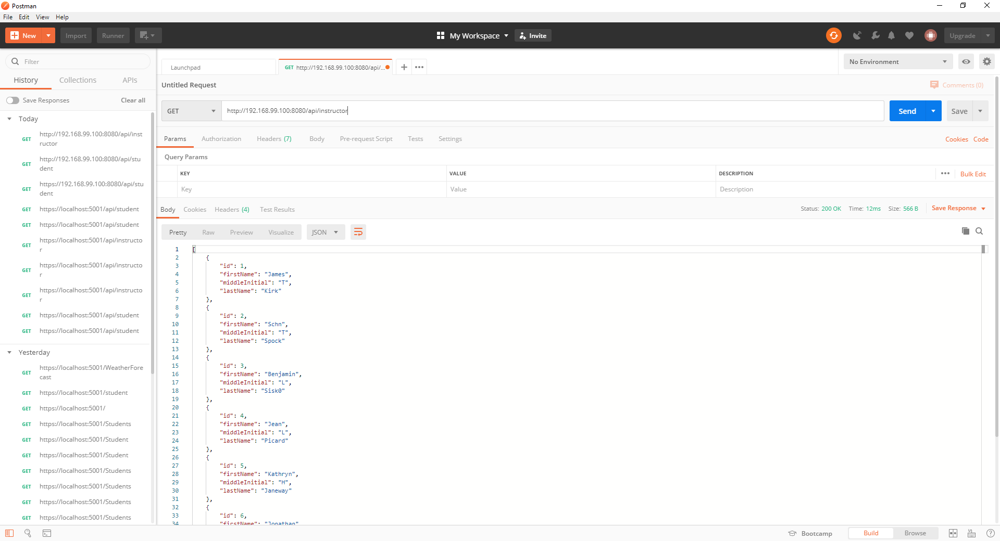 Postman
File Edit View Help
New Import Runner My Workspace Invite Upgrade
Filter
History Collections APIs
Save Responses Clear all
Today
GET http://192.168.99.100:8080/api/inst
ructor
GET http://192.168.99.100:8080/api/stu
dent
GET https://192.168.99.100:8080/api/stu
dent
GET https://localhost:5001/api/student
GET https://localhost:5001/api/student
GET https://localhost:5001/api/instructo
r
GET https://localhost:5001/api/instructo
r
GET https://localhost:5001/api/instructo
r
GET https://localhost:5001/api/student
GET https://localhost:5001/api/student
Yesterday
GET https://localhost:5001/WeatherFore
cast
GET https://localhost:5001/student
GET https://localhost:5001/
GET https://localhost:5001/Students
GET https://localhost:5001/Student
GET https://localhost:5001/Student
GET https://localhost:5001/Students
GET https://localhost:5001/Students
GET https://localhost:5001/Students
GET https://localhost:5001/Students
Launchpad GET http://192.168.99.100:8080/api/... No Environment
Untitled Request Comments (0)
GET http://192.168.99.100:8080/api/instructor Send Save
Params Authorization Headers (7) Body Pre-request Script Tests Settings Cookies Code
Query Params
KEY VALUE DESCRIPTION ••• Bulk Edit
Key Value Description
Body Cookies Headers (4) Test Results Status: 200 OK Time: 12ms Size: 566 B Save Response
Pretty Raw Preview Visualize JSON
1 [
2 {
3 "id": 1,
4 "firstName": "James",
5 "middleInitial": "T",
6 "lastName": "Kirk"
7 },
8 {
9 "id": 2,
10 "firstName": "Schn",
11 "middleInitial": "T",
12 "lastName": "Spock"
13 },
14 {
15 "id": 3,
16 "firstName": "Benjamin",
17 "middleInitial": "L",
18 "lastName": "Sisk0"
19 },
20 {
21 "id": 4,
22 "firstName": "Jean",
23 "middleInitial": "L",
24 "lastName": "Picard"
25 },
26 {
27 "id": 5,
28 "firstName": "Kathryn",
29 "middleInitial": "H",
30 "lastName": "Janeway"
31 },
32 {
33 "id": 6,
34 "firstName": "Jonathan"
Bootcamp Build Browse